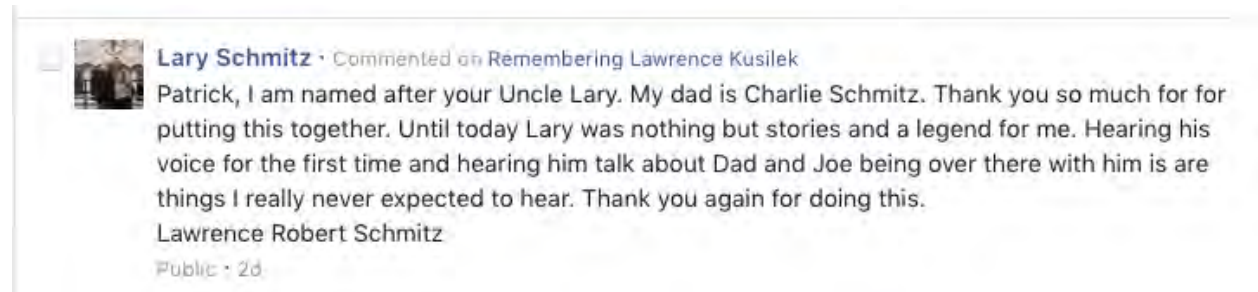 Lary Schmitz · Commented on Remembering Lawrence Kusilek
Patrick, I am named after your Uncle Lary. My dad is Charlie Schmitz. Thank you so much for for
putting this together. Until today Lary was nothing but stories and a legend for me. Hearing his
voice for the first time and hearing him talk about Dad and Joe being over there with him is are
things I really never expected to hear. Thank you again for doing this.
Lawrence Robert Schmitz
Public · 2d